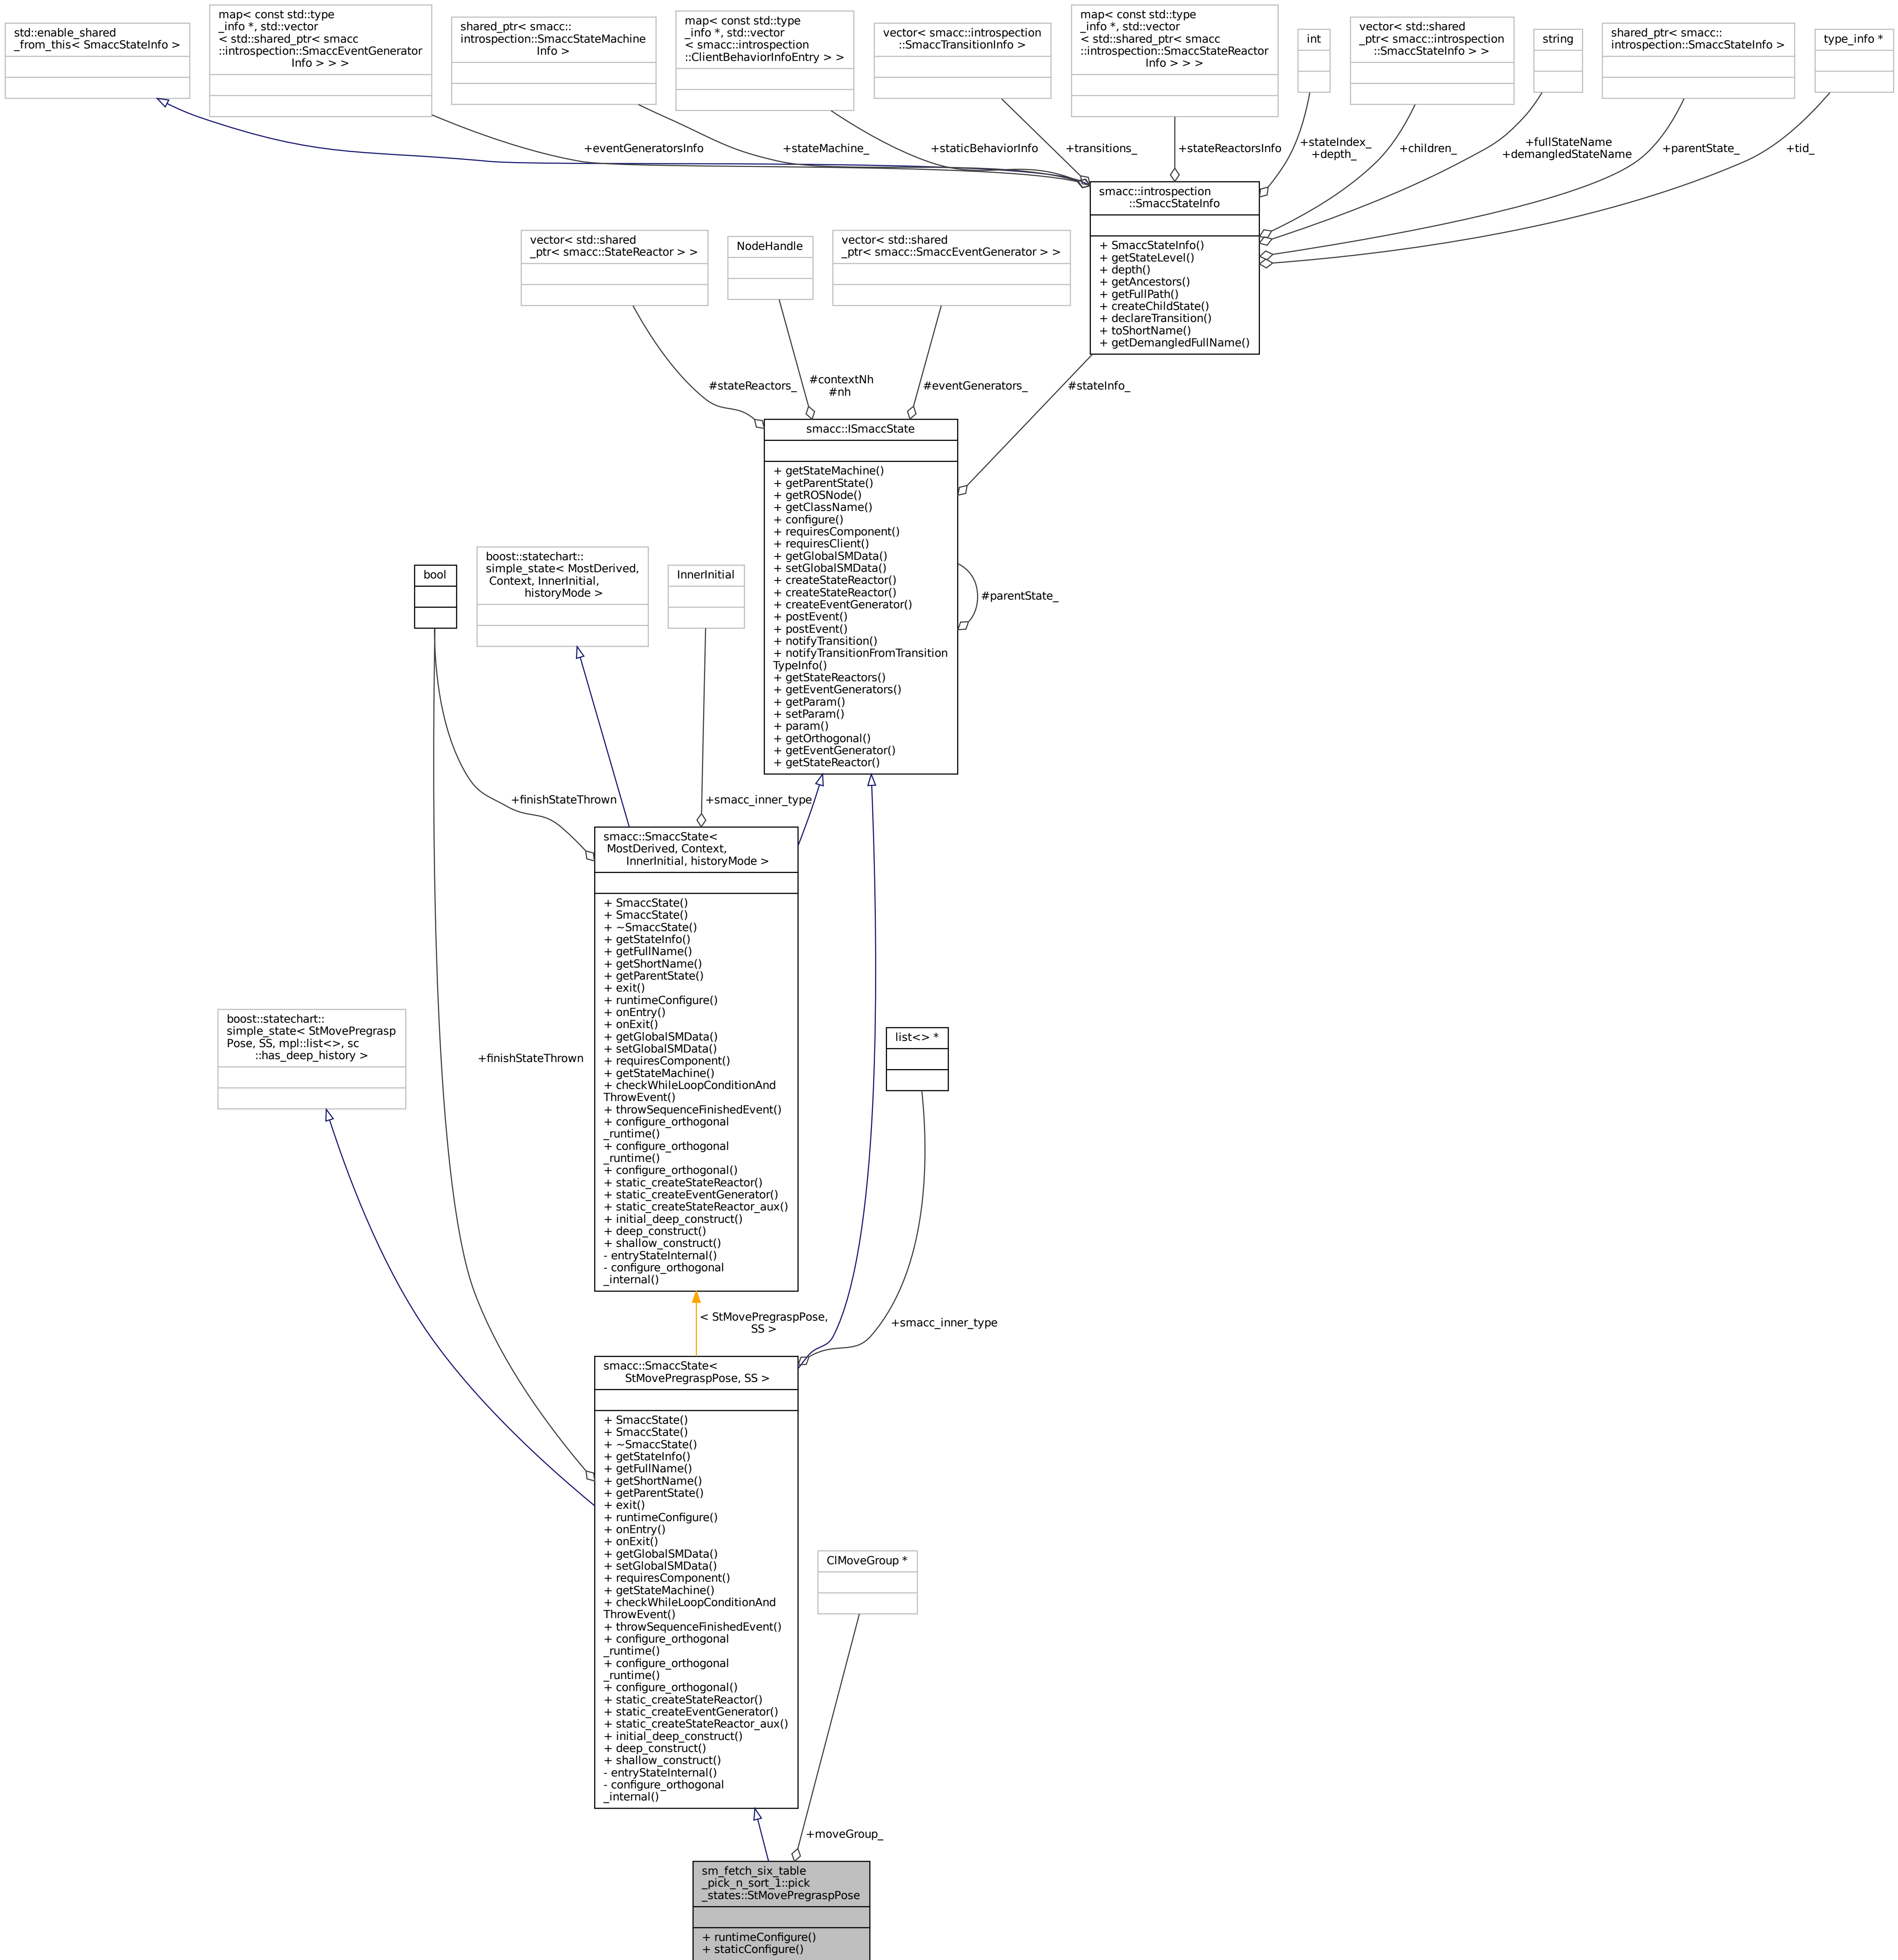 std::enable_shared
_from_this< SmaccStateInfo >
map< const std::type
_info *, std::vector
< std::shared_ptr< smacc
::introspection::SmaccEventGenerator
Info > > >
shared_ptr< smacc::
introspection::SmaccStateMachine
Info >
map< const std::type
_info *, std::vector
< smacc::introspection
::ClientBehaviorInfoEntry > >
vector< smacc::introspection
::SmaccTransitionInfo >
map< const std::type
_info *, std::vector
< std::shared_ptr< smacc
::introspection::SmaccStateReactor
Info > > >
int
vector< std::shared
_ptr< smacc::introspection
::SmaccStateInfo > >
string
shared_ptr< smacc::
introspection::SmaccStateInfo >
type_info *
+eventGeneratorsInfo
+stateMachine_
+staticBehaviorInfo
+transitions_
+stateReactorsInfo
+stateIndex_
+depth_
+children_
+fullStateName
+demangledStateName
+parentState_
+tid_
smacc::introspection
::SmaccStateInfo
+ SmaccStateInfo()
+ getStateLevel()
+ depth()
+ getAncestors()
+ getFullPath()
+ createChildState()
+ declareTransition()
+ toShortName()
+ getDemangledFullName()
vector< std::shared
_ptr< smacc::StateReactor > >
NodeHandle
vector< std::shared
_ptr< smacc::SmaccEventGenerator > >
#stateReactors_
#contextNh
#nh
#eventGenerators_
#stateInfo_
smacc::ISmaccState
+ getStateMachine()
+ getParentState()
+ getROSNode()
+ getClassName()
+ configure()
+ requiresComponent()
+ requiresClient()
+ getGlobalSMData()
+ setGlobalSMData()
+ createStateReactor()
+ createStateReactor()
+ createEventGenerator()
+ postEvent()
+ postEvent()
+ notifyTransition()
+ notifyTransitionFromTransition
TypeInfo()
+ getStateReactors()
+ getEventGenerators()
+ getParam()
+ setParam()
+ param()
+ getOrthogonal()
+ getEventGenerator()
+ getStateReactor()
#parentState_
bool
boost::statechart::
simple_state< MostDerived,
Context, InnerInitial,
historyMode >
InnerInitial
+finishStateThrown
+smacc_inner_type
smacc::SmaccState<
MostDerived, Context,
InnerInitial, historyMode >
+ SmaccState()
+ SmaccState()
+ ~SmaccState()
+ getStateInfo()
+ getFullName()
+ getShortName()
+ getParentState()
+ exit()
+ runtimeConfigure()
+ onEntry()
+ onExit()
+ getGlobalSMData()
+ setGlobalSMData()
+ requiresComponent()
+ getStateMachine()
+ checkWhileLoopConditionAnd
ThrowEvent()
+ throwSequenceFinishedEvent()
+ configure_orthogonal
_runtime()
+ configure_orthogonal
_runtime()
+ configure_orthogonal()
+ static_createStateReactor()
+ static_createEventGenerator()
+ static_createStateReactor_aux()
+ initial_deep_construct()
+ deep_construct()
+ shallow_construct()
- entryStateInternal()
- configure_orthogonal
_internal()
boost::statechart::
simple_state< StMovePregrasp
Pose, SS, mpl::list<>, sc
::has_deep_history >
+finishStateThrown
list<> *
< StMovePregraspPose,
SS >
+smacc_inner_type
smacc::SmaccState<
StMovePregraspPose, SS >
+ SmaccState()
+ SmaccState()
+ ~SmaccState()
+ getStateInfo()
+ getFullName()
+ getShortName()
+ getParentState()
+ exit()
+ runtimeConfigure()
+ onEntry()
+ onExit()
+ getGlobalSMData()
+ setGlobalSMData()
+ requiresComponent()
+ getStateMachine()
+ checkWhileLoopConditionAnd
ThrowEvent()
+ throwSequenceFinishedEvent()
+ configure_orthogonal
_runtime()
+ configure_orthogonal
_runtime()
+ configure_orthogonal()
+ static_createStateReactor()
+ static_createEventGenerator()
+ static_createStateReactor_aux()
+ initial_deep_construct()
+ deep_construct()
+ shallow_construct()
- entryStateInternal()
- configure_orthogonal
_internal()
ClMoveGroup *
+moveGroup_
sm_fetch_six_table
_pick_n_sort_1::pick
_states::StMovePregraspPose
+ runtimeConfigure()
+ staticConfigure()